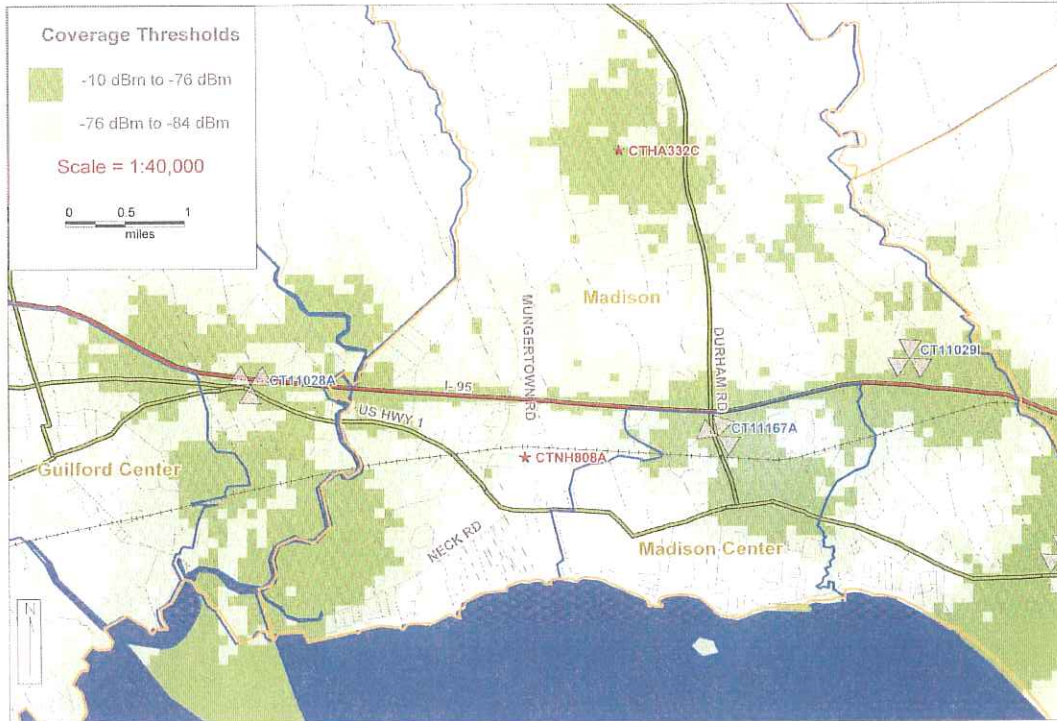 Coverage Thresholds
-10 dBm to -76 dBm
-76 dBm to -84 dBm
Scale = 1:40,000
0 0.5 1
miles
CTHA332C
Madison
MUNGERTOWN RD
DURHAM RD
CT11029I
CT11028A
I-95
US HWY 1
CT11167A
CTNH808A
Guilford Center
NECK RD
Madison Center
N